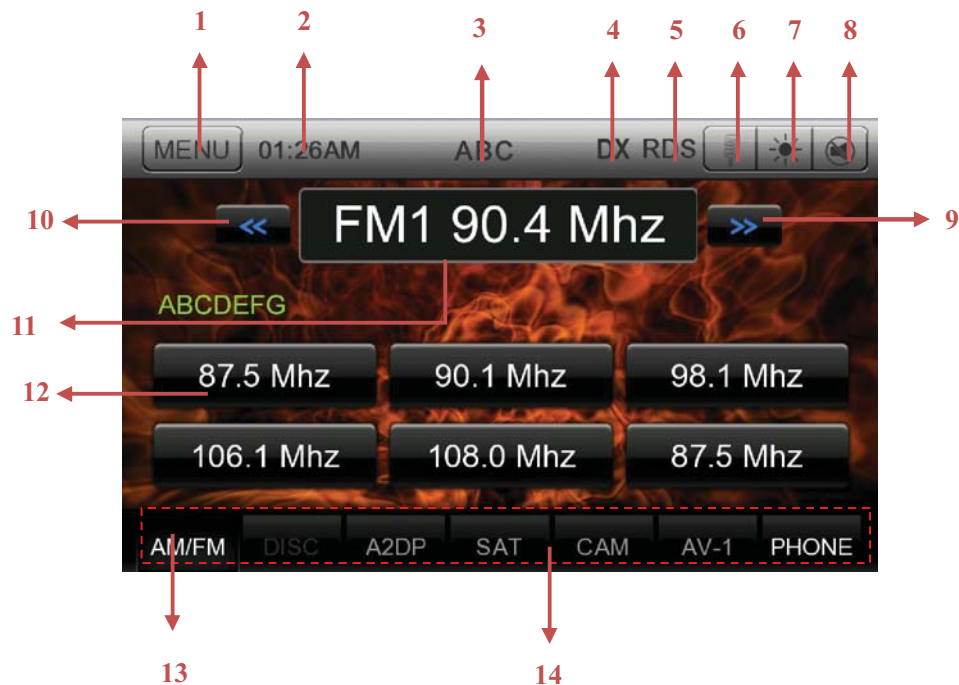 1 2 3 4 5 6 7 8
MENU 01:26AM ABC DX RDS
10 << FM1 90.4 Mhz >> 9
ABCDEFG
11
87.5 Mhz 90.1 Mhz 98.1 Mhz
12
106.1 Mhz 108.0 Mhz 87.5 Mhz
AM/FM DISC A2DP SAT CAM AV-1 PHONE
13 14